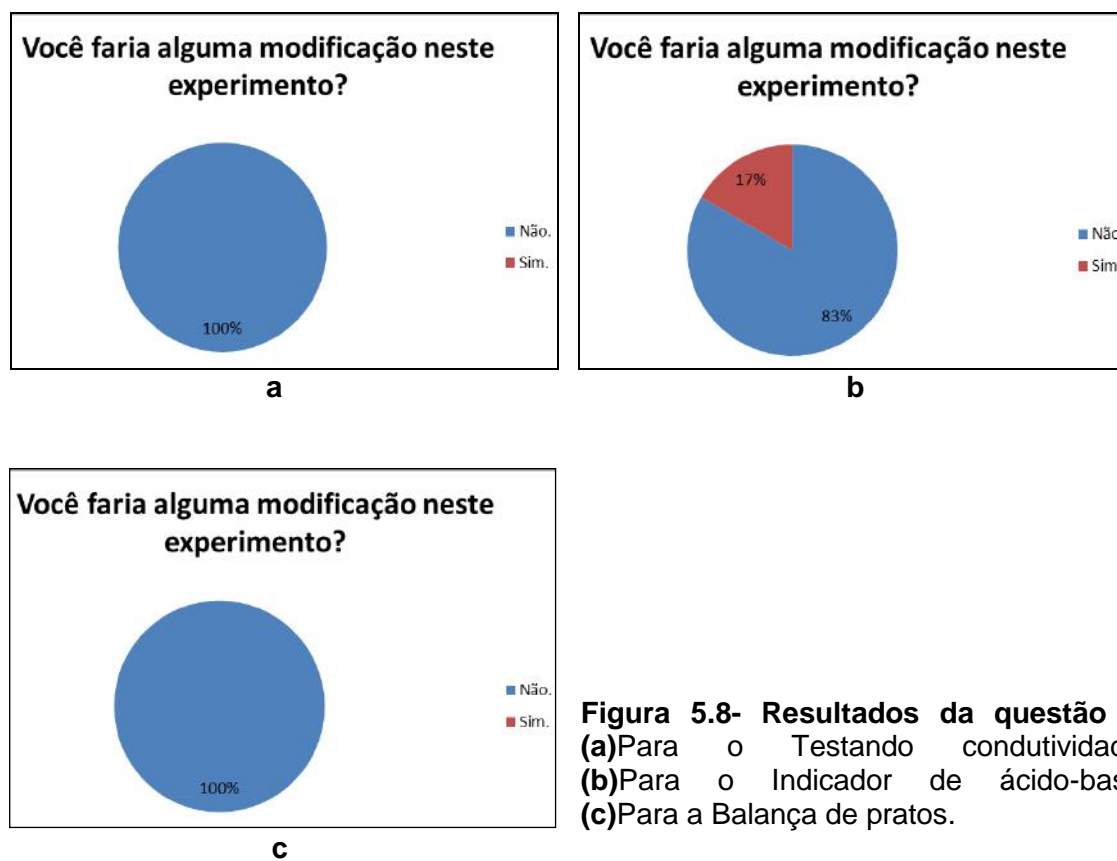 Você faria alguma modificação neste
experimento?
100%
Não.
Sim.
a
Você faria alguma modificação neste
experimento?
17%
83%
Não
Sim
b
Você faria alguma modificação neste
experimento?
100%
Não.
Sim.
c
Figura 5.8- Resultados da questão
(a)Para o Testando
(b)Para o Indicador de
(c)Para a Balança de pratos.